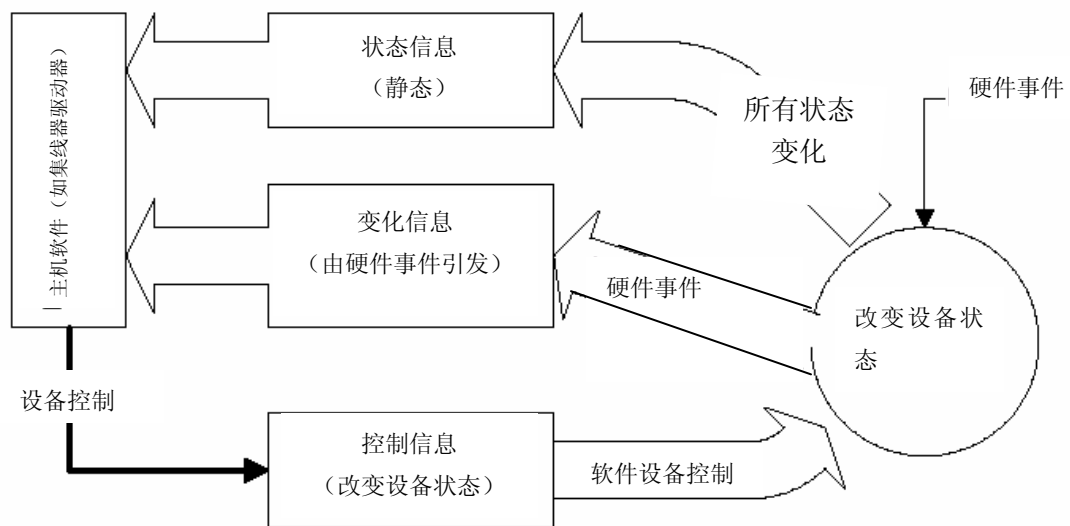 状态信息
（静态）
所有状态
变化
硬件事件
主机软件（如集线器驱动器）
变化信息
（由硬件事件引发）
硬件事件
改变设备状
态
设备控制
控制信息
（改变设备状态）
软件设备控制